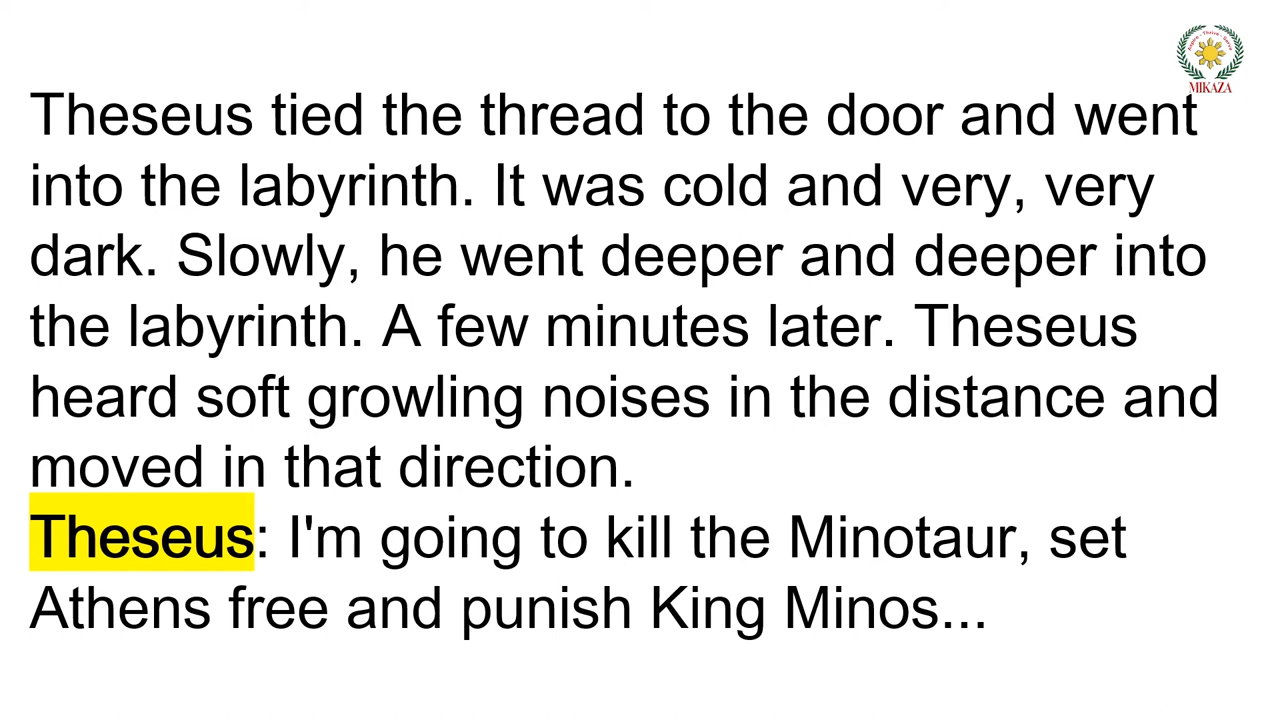 MIKAZA
Theseus tied the thread to the door and went
into the labyrinth. It was cold and very, very
dark. Slowly, he went deeper and deeper into
the labyrinth. A few minutes later. Theseus
heard soft growling noises in the distance and
moved in that direction.
Theseus: I'm going to kill the Minotaur, set
Athens free and punish King Minos...